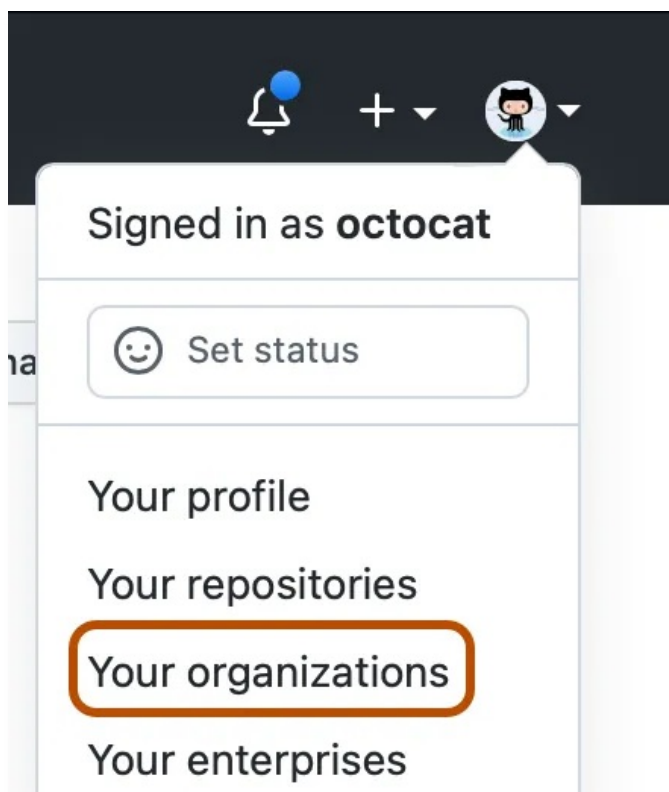 Signed in as octocat
Set status
Your profile
Your repositories
Your organizations
Your enterprises